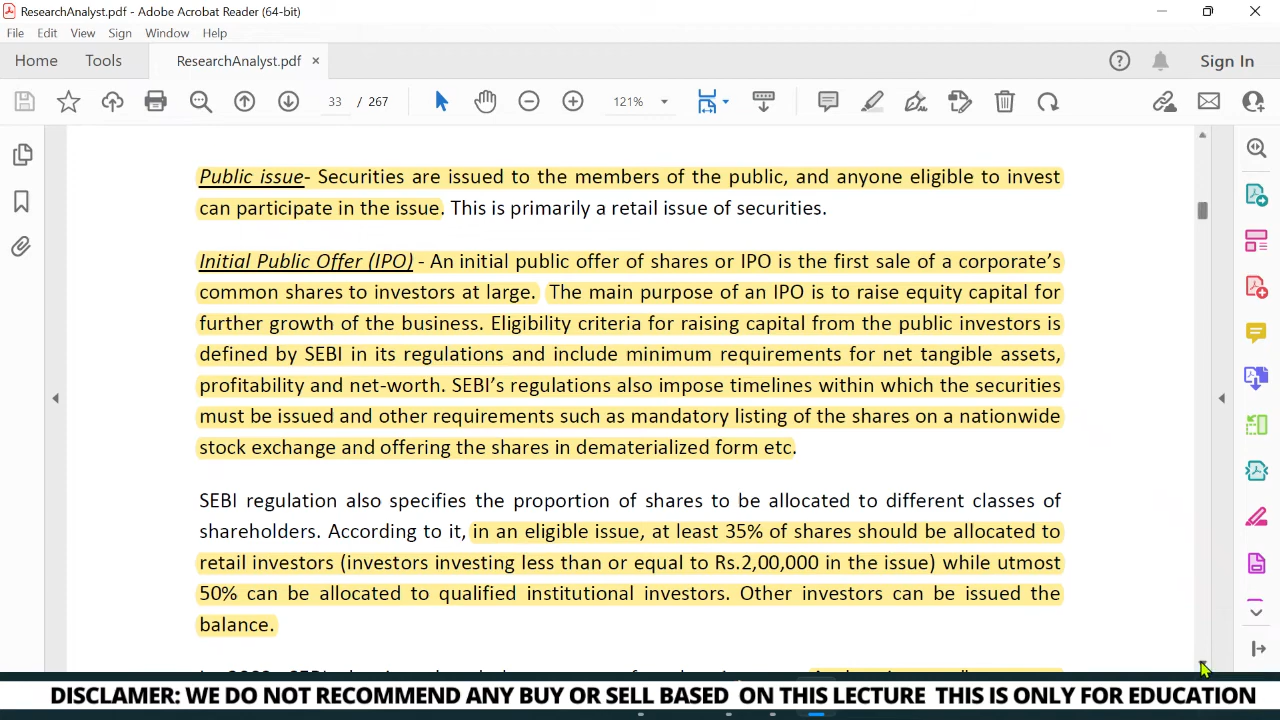 ResearchAnalyst.pdf - Adobe Acrobat Reader (64-bit)
File Edit View Sign Window Help
Home Tools ResearchAnalyst.pdf × Sign In
33 / 267 121%
Public issue- Securities are issued to the members of the public, and anyone eligible to invest
can participate in the issue. This is primarily a retail issue of securities.
Initial Public Offer (IPO) - An initial public offer of shares or IPO is the first sale of a corporate's
common shares to investors at large. The main purpose of an IPO is to raise equity capital for
further growth of the business. Eligibility criteria for raising capital from the public investors is
defined by SEBI in its regulations and include minimum requirements for net tangible assets,
profitability and net-worth. SEBI's regulations also impose timelines within which the securities
must be issued and other requirements such as mandatory listing of the shares on a nationwide
stock exchange and offering the shares in dematerialized form etc.
SEBI regulation also specifies the proportion of shares to be allocated to different classes of
shareholders. According to it, in an eligible issue, at least 35% of shares should be allocated to
retail investors (investors investing less than or equal to Rs.2,00,000 in the issue) while utmost
50% can be allocated to qualified institutional investors. Other investors can be issued the
balance.
DISCLAMER: WE DO NOT RECOMMEND ANY BUY OR SELL BASED ON THIS LECTURE THIS IS ONLY FOR EDUCATION